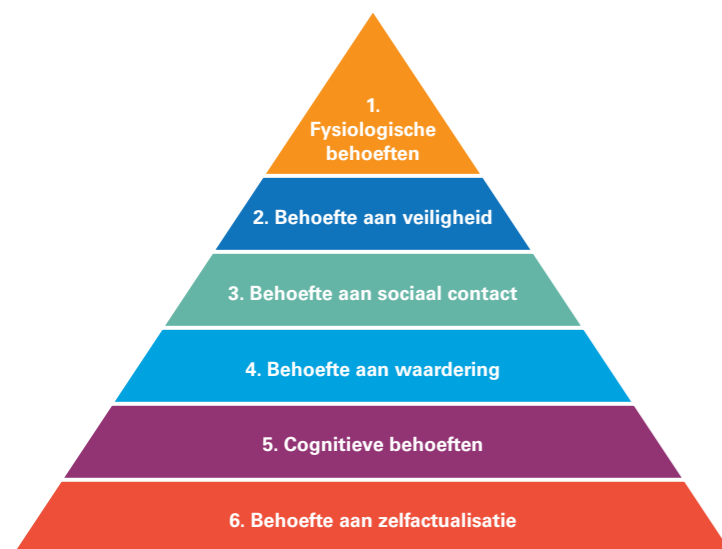 1.
Fysiologische
behoeften
2. Behoefte aan veiligheid
3. Behoefte aan sociaal contact
4. Behoefte aan waardering
5. Cognitieve behoeften
6. Behoefte aan zelfactualisatie